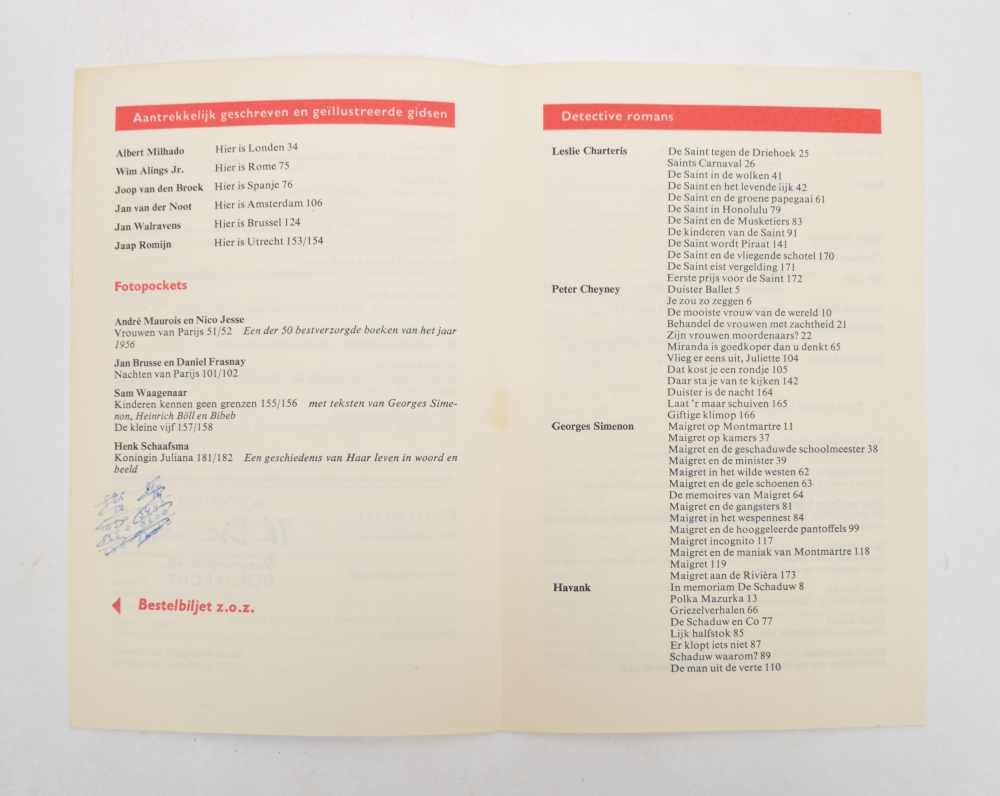 Aantrekkelijk geschreven en geïllustreerde gidsen
Albert Milhado Hier is Londen 34
Wim Alings Jr. Hier is Rome 75
Joop van den Broek Hier is Spanje 76
Jan van der Noot Hier is Amsterdam 106
Jan Walravens Hier is Brussel 124
Jaap Romijn Hier is Utrecht 153/154
Fotopockets
André Maurois en Nico Jesse
Vrouwen van Parijs 51/52 Een der 50 bestverzorgde boeken van het jaar
1956
Jan Brusse en Daniel Frasnay
Nachten van Parijs 101/102
Sam Waagenaar
Kinderen kennen geen grenzen 155/156 met teksten van Georges Sime-
non, Heinrich Böll en Bibeb
De kleine vijf 157/158
Henk Schaafsma
Koningin Juliana 181/182 Een geschiedenis van Haar leven in woord en
beeld
Bestelbiljet z.o.z.
Detective romans
Leslie Charteris De Saint tegen de Driehoek 25
Saints Carnaval 26
De Saint in de wolken 41
De Saint en het levende lijk 42
De Saint en de groene papegaai 61
De Saint in Honolulu 79
De Saint en de Musketiers 83
De kinderen van de Saint 91
De Saint wordt Piraat 141
De Saint en de vliegende schotel 170
De Saint eist vergelding 171
Eerste prijs voor de Saint 172
Peter Cheyney Duister Ballet 5
Je zou zo zeggen 6
De mooiste vrouw van de wereld 10
Behandel de vrouwen met zachtheid 21
Zijn vrouwen moordenaars? 22
Miranda is goedkoper dan u denkt 65
Vlieg er eens uit, Juliette 104
Dat kost je een rondje 105
Daar sta je van te kijken 142
Duister is de nacht 164
Laat 'r maar schuiven 165
Giftige klimop 166
Georges Simenon Maigret op Montmartre 11
Maigret op kamers 37
Maigret en de geschaduwde schoolmeester 38
Maigret en de minister 39
Maigret in het wilde westen 62
Maigret en de gele schoenen 63
De memoires van Maigret 64
Maigret en de gangsters 81
Maigret in het wespennest 84
Maigret en de hooggeleerde pantoffels 99
Maigret incognito 117
Maigret en de maniak van Montmartre 118
Maigret 119
Maigret aan de Rivièra 173
Havank In memoriam De Schaduw 8
Polka Mazurka 13
Griezelverhalen 66
De Schaduw en Co 77
Lijk halfstok 85
Er klopt iets niet 87
Schaduw waarom? 89
De man uit de verte 110